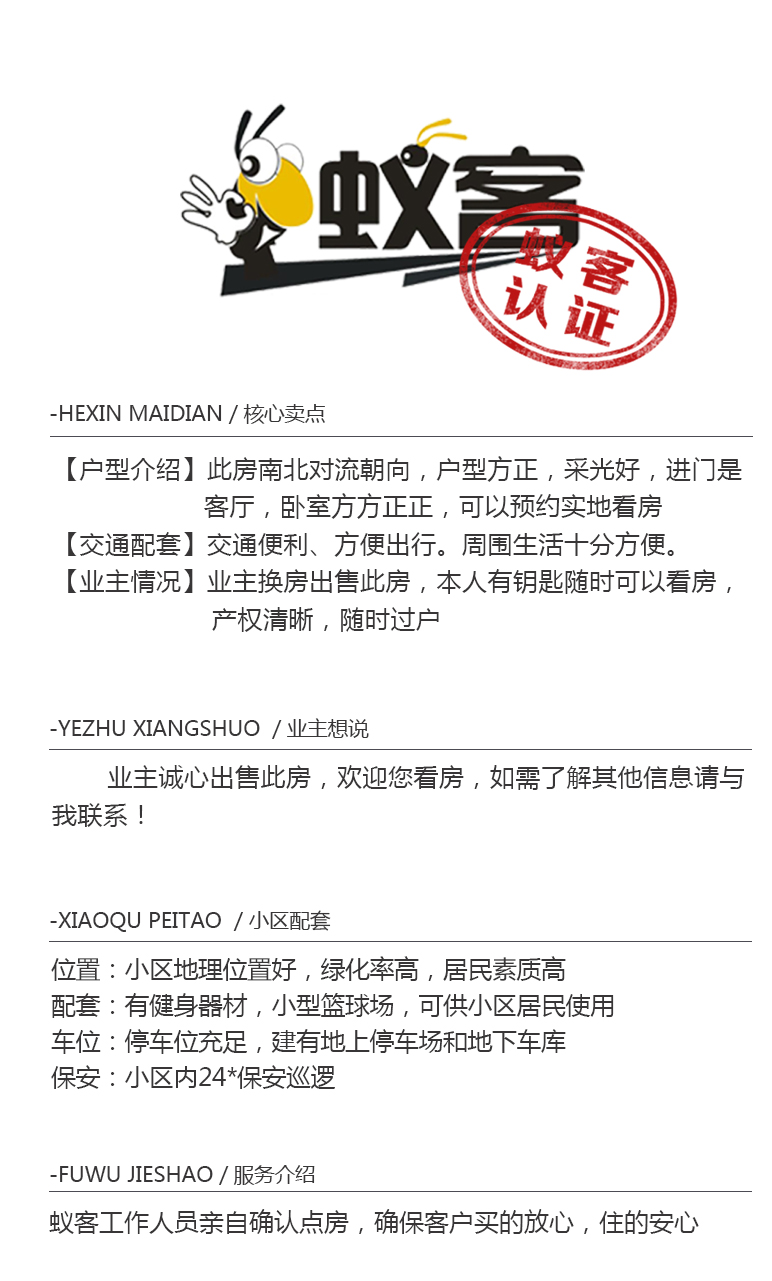 蚁客
蚁客
认证
-HEXIN MAIDIAN / 核心卖点
【户型介绍】此房南北对流朝向，户型方正，采光好，进门是
客厅，卧室方方正正，可以预约实地看房
【交通配套】交通便利、方便出行。周围生活十分方便。
【业主情况】业主换房出售此房，本人有钥匙随时可以看房，
产权清晰，随时过户
-YEZHU XIANGSHUO / 业主想说
业主诚心出售此房，欢迎您看房，如需了解其他信息请与
我联系！
-XIAOQU PEITAO / 小区配套
位置：小区地理位置好，绿化率高，居民素质高
配套：有健身器材，小型篮球场，可供小区居民使用
车位：停车位充足，建有地上停车场和地下车库
保安：小区内24*保安巡逻
-FUWU JIESHAO / 服务介绍
蚁客工作人员亲自确认点房，确保客户买的放心，住的安心